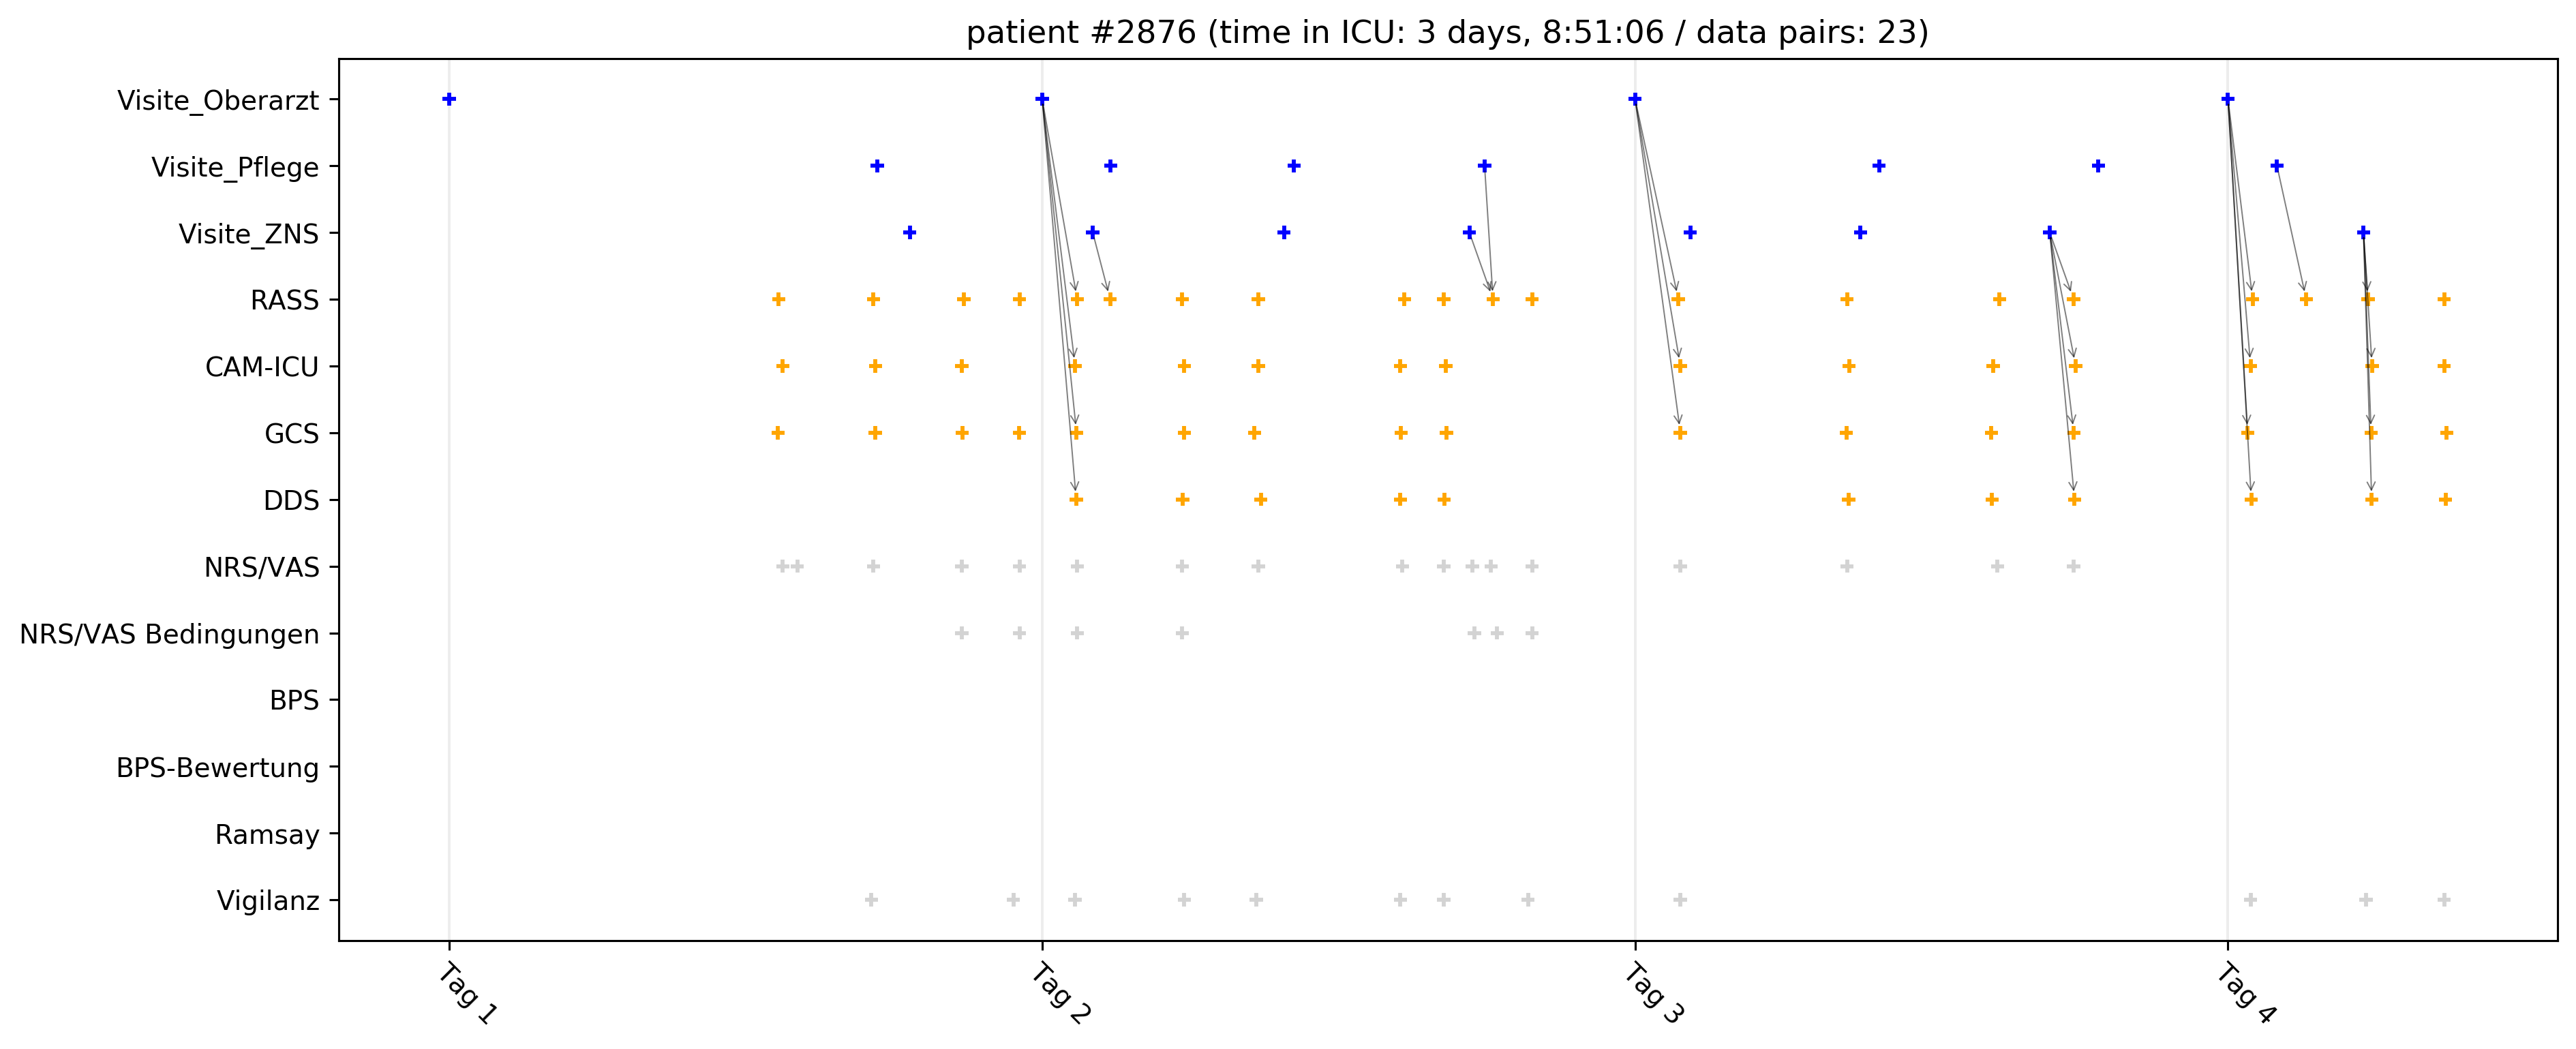 patient #2876 (time in ICU: 3 days, 8:51:06 / data pairs: 23)
Visite_Oberarzt
Visite_Pflege
Visite_ZNS
RASS
CAM-ICU
GCS
DDS
NRS/VAS
NRS/VAS Bedingungen
BPS
BPS-Bewertung
Ramsay
Vigilanz
Tag 1
Tag 2
Tag 3
Tag 4